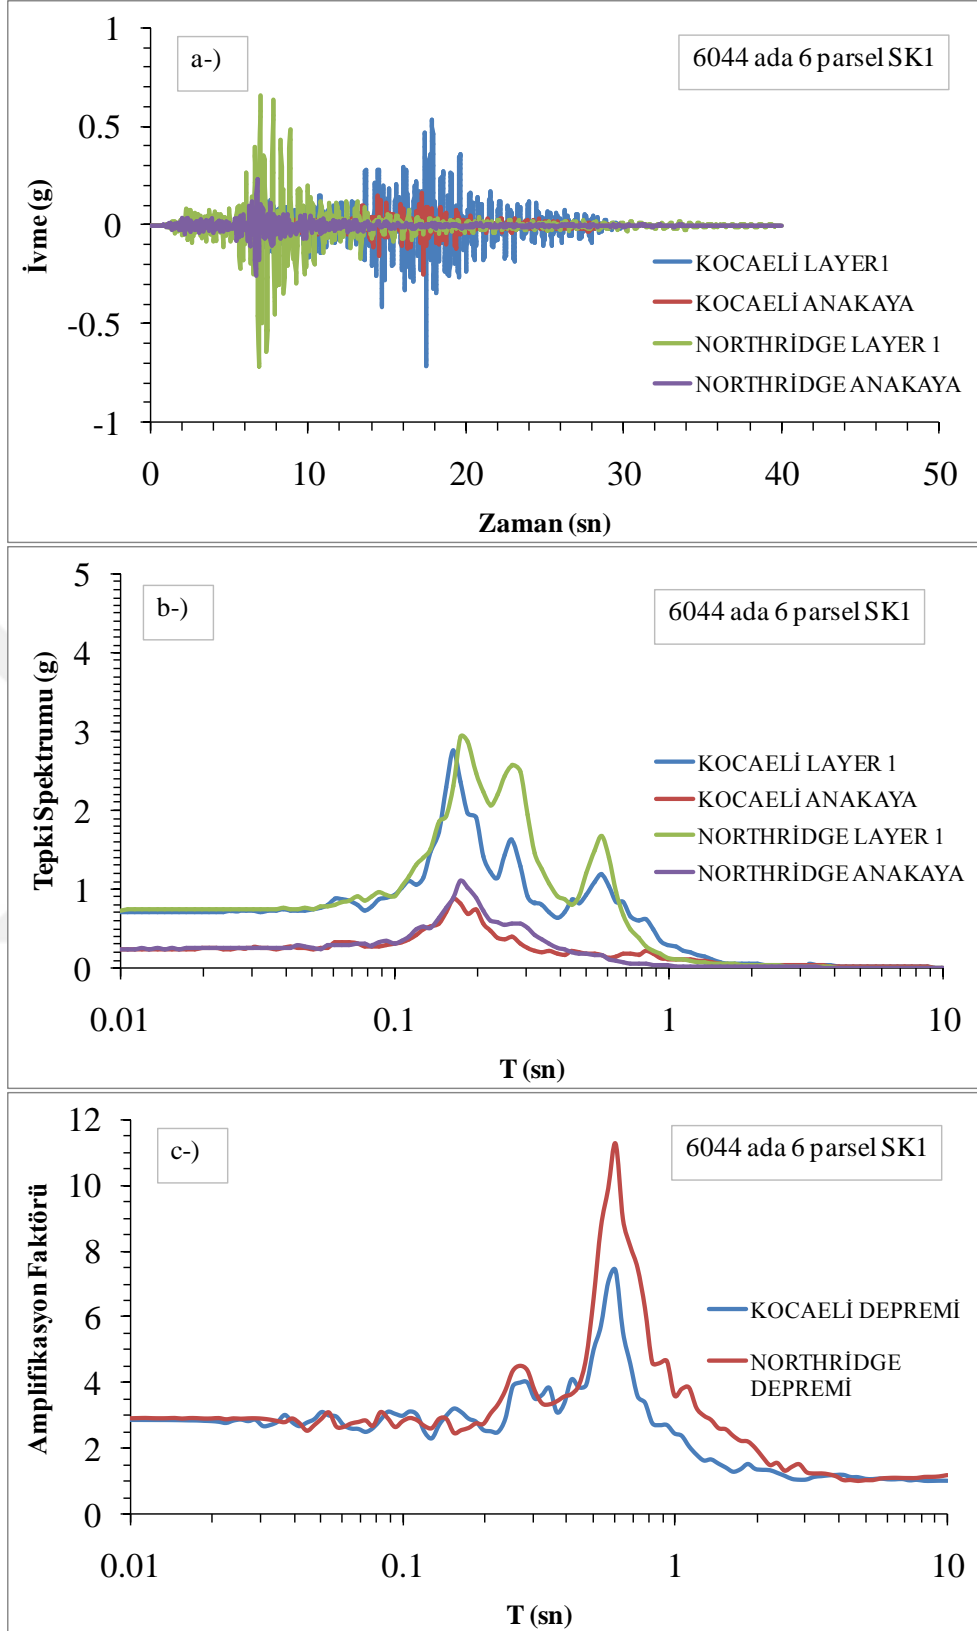 a-)
6044 ada 6 parsel SK1
1
0.5
0
-0.5
-1
İvme (g)
KOCAELİ LAYER1
KOCAELİ ANAKAYA
NORTHRİDGE LAYER 1
NORTHRİDGE ANAKAYA
0 10 20 30 40 50
Zaman (sn)
b-)
6044 ada 6 parsel SK1
5
4
3
2
1
0
Tepki Spektrumu (g)
KOCAELİ LAYER 1
KOCAELİ ANAKAYA
NORTHRİDGE LAYER 1
NORTHRİDGE ANAKAYA
0.01 0.1 1 10
T (sn)
c-)
6044 ada 6 parsel SK1
12
10
8
6
4
2
0
Amplifikasyon Faktörü
KOCAELİ DEPREMİ
NORTHRİDGE
DEPREMİ
0.01 0.1 1 10
T (sn)